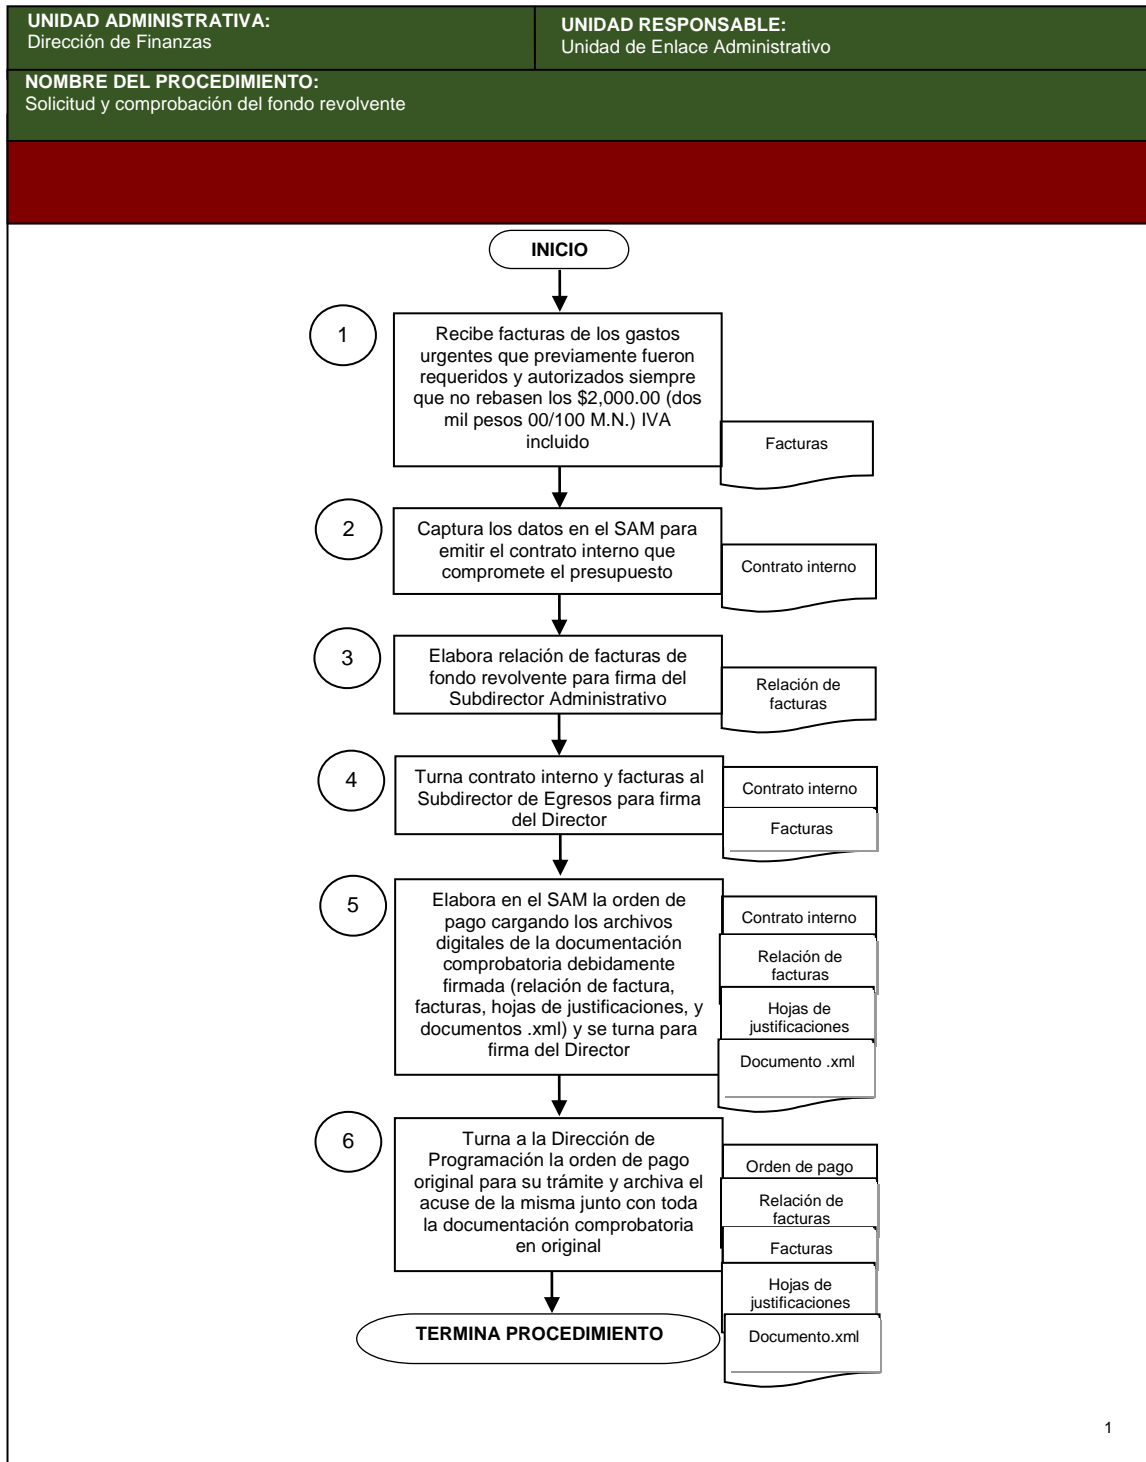 UNIDAD ADMINISTRATIVA:
Dirección de Finanzas
UNIDAD RESPONSABLE:
Unidad de Enlace Administrativo
NOMBRE DEL PROCEDIMIENTO:
Solicitud y comprobación del fondo revolvente
INICIO
1
Recibe facturas de los gastos
urgentes que previamente fueron
requeridos y autorizados siempre
que no rebasen los $2,000.00 (dos
mil pesos 00/100 M.N.) IVA
incluido
Facturas
2
Captura los datos en el SAM para
emitir el contrato interno que
compromete el presupuesto
Contrato interno
3
Elabora relación de facturas de
fondo revolvente para firma del
Subdirector Administrativo
Relación de
facturas
4
Turna contrato interno y facturas al
Subdirector de Egresos para firma
del Director
Contrato interno
Facturas
5
Elabora en el SAM la orden de
pago cargando los archivos
digitales de la documentación
comprobatoria debidamente
firmada (relación de factura,
facturas, hojas de justificaciones, y
documentos .xml) y se turna para
firma del Director
Contrato interno
Relación de
facturas
Hojas de
justificaciones
Documento .xml
6
Turna a la Dirección de
Programación la orden de pago
original para su trámite y archiva el
acuse de la misma junto con toda
la documentación comprobatoria
en original
Orden de pago
Relación de
facturas
Facturas
Hojas de
justificaciones
Documento.xml
TERMINA PROCEDIMIENTO
1